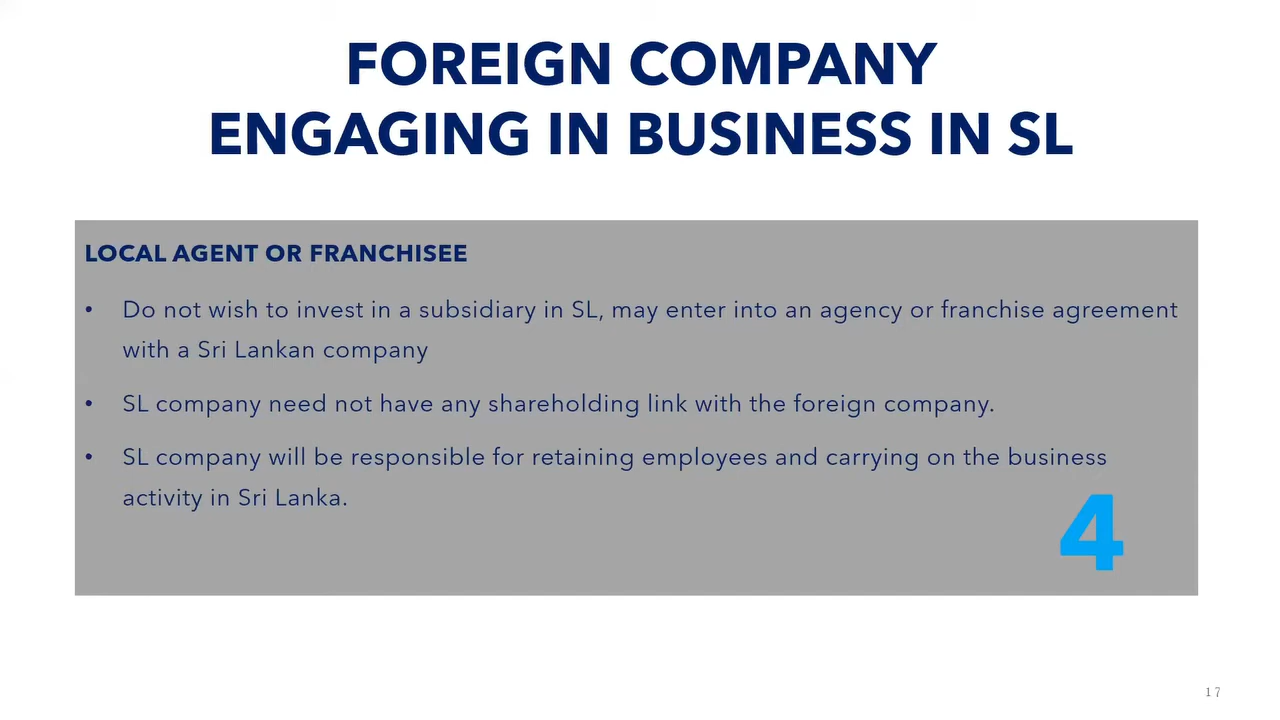 FOREIGN COMPANY
ENGAGING IN BUSINESS IN SL
LOCAL AGENT OR FRANCHISEE
• Do not wish to invest in a subsidiary in SL, may enter into an agency or franchise agreement
with a Sri Lankan company
• SL company need not have any shareholding link with the foreign company.
• SL company will be responsible for retaining employees and carrying on the business
activity in Sri Lanka.
4
17